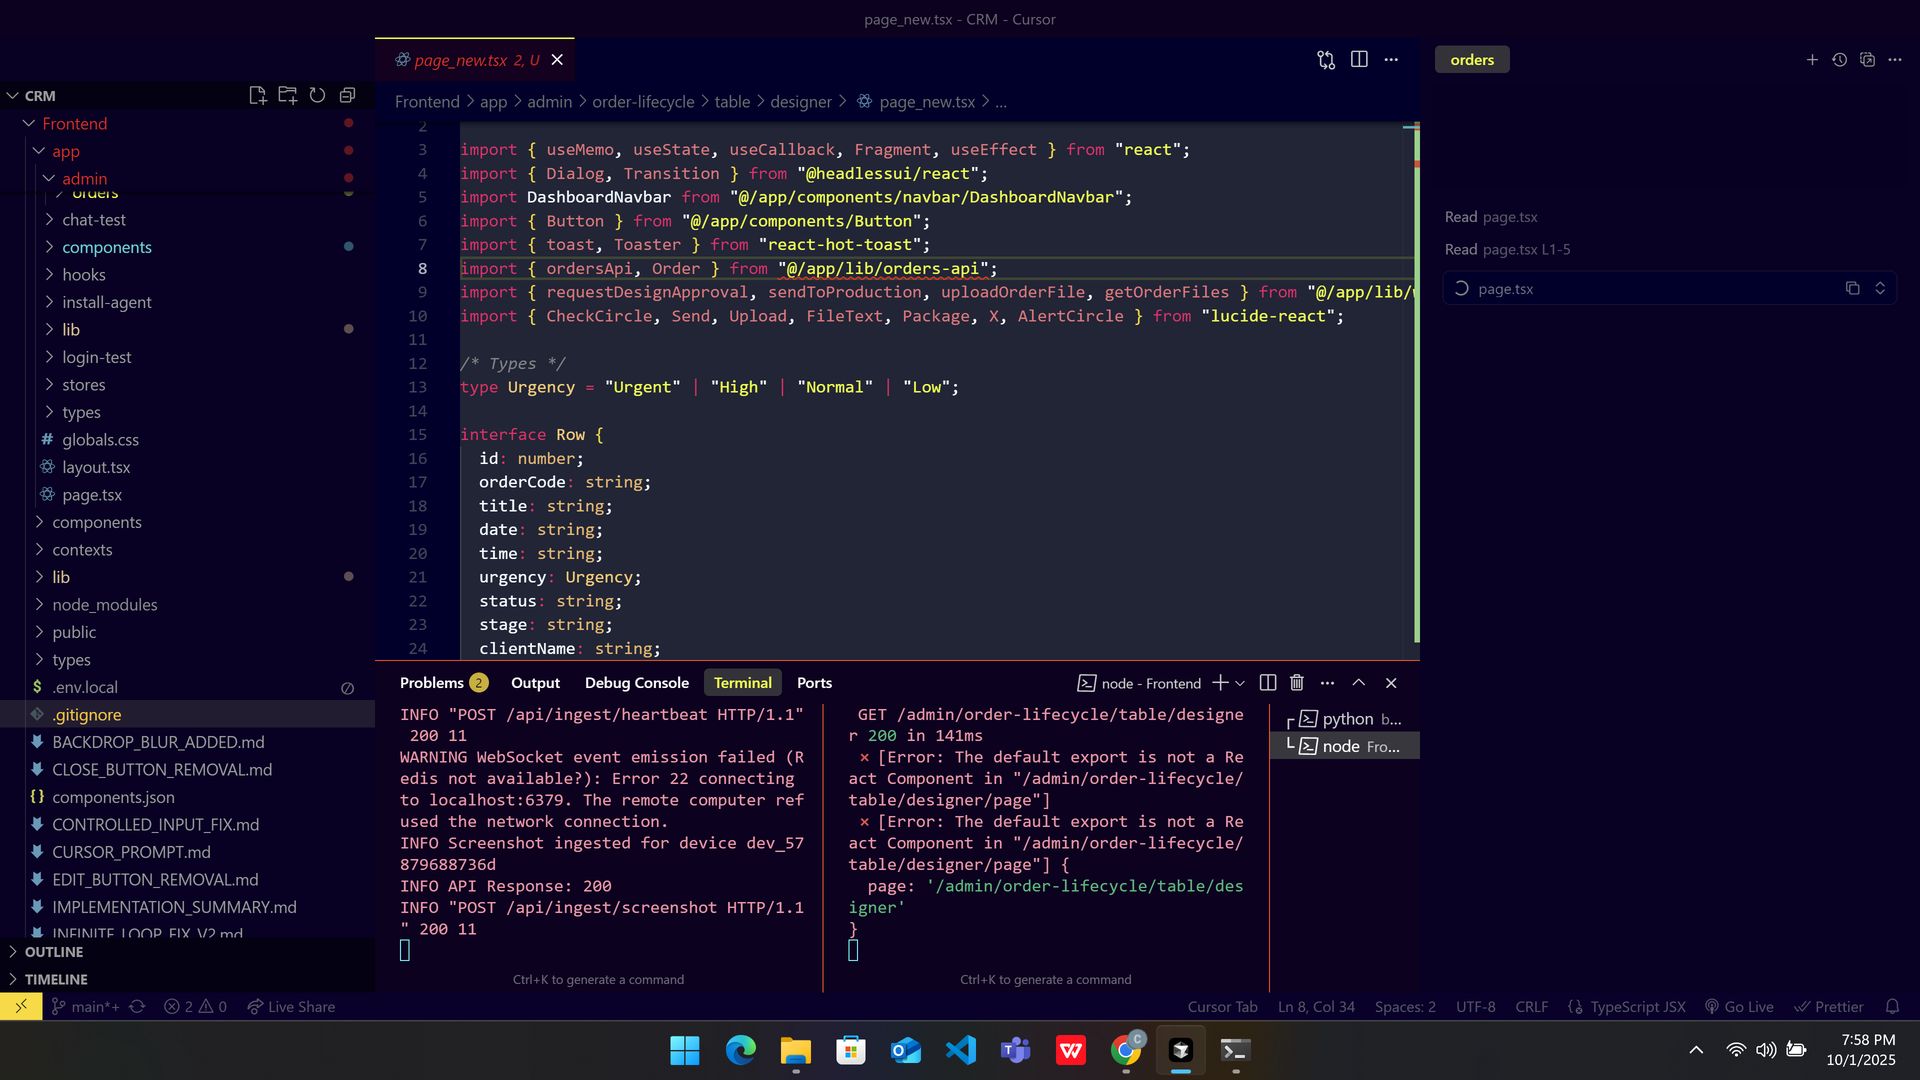 page_new.tsx - CRM - Cursor
CRM
Frontend
app
admin
orders
chat-test
components
hooks
install-agent
lib
login-test
stores
types
globals.css
layout.tsx
page.tsx
components
contexts
lib
node_modules
public
types
.env.local
.gitignore
BACKDROP_BLUR_ADDED.md
CLOSE_BUTTON_REMOVAL.md
components.json
CONTROLLED_INPUT_FIX.md
CURSOR_PROMPT.md
EDIT_BUTTON_REMOVAL.md
IMPLEMENTATION_SUMMARY.md
INFINITE_LOOP_FIX_V2.md
OUTLINE
TIMELINE
page_new.tsx 2, U
Frontend > app > admin > order-lifecycle > table > designer > page_new.tsx > ...
2
3 import { useMemo, useState, useCallback, Fragment, useEffect } from "react";
4 import { Dialog, Transition } from "@headlessui/react";
5 import DashboardNavbar from "@/app/components/navbar/DashboardNavbar";
6 import { Button } from "@/app/components/Button";
7 import { toast, Toaster } from "react-hot-toast";
8 import { ordersApi, Order } from "@/app/lib/orders-api";
9 import { requestDesignApproval, sendToProduction, uploadOrderFile, getOrderFiles } from "@/app/lib/
10 import { CheckCircle, Send, Upload, FileText, Package, X, AlertCircle } from "lucide-react";
11
12 /* Types */
13 type Urgency = "Urgent" | "High" | "Normal" | "Low";
14
15 interface Row {
16 id: number;
17 orderCode: string;
18 title: string;
19 date: string;
20 time: string;
21 urgency: Urgency;
22 status: string;
23 stage: string;
24 clientName: string;
Problems 2 Output Debug Console Terminal Ports
node - Frontend
INFO "POST /api/ingest/heartbeat HTTP/1.1"
200 11
WARNING WebSocket event emission failed (R
edis not available?): Error 22 connecting
to localhost:6379. The remote computer ref
used the network connection.
INFO Screenshot ingested for device dev_57
879688736d
INFO API Response: 200
INFO "POST /api/ingest/screenshot HTTP/1.1
" 200 11
Ctrl+K to generate a command
GET /admin/order-lifecycle/table/designe
r 200 in 141ms
× [Error: The default export is not a Re
act Component in "/admin/order-lifecycle/
table/designer/page"]
× [Error: The default export is not a Re
act Component in "/admin/order-lifecycle/
table/designer/page"] {
page: '/admin/order-lifecycle/table/des
igner'
}
Ctrl+K to generate a command
python b...
node Fro...
orders
Read page.tsx
Read page.tsx L1-5
page.tsx
main*+ 2 0 Live Share
Cursor Tab Ln 8, Col 34 Spaces: 2 UTF-8 CRLF {} TypeScript JSX Go Live Prettier
C
7:58 PM
10/1/2025